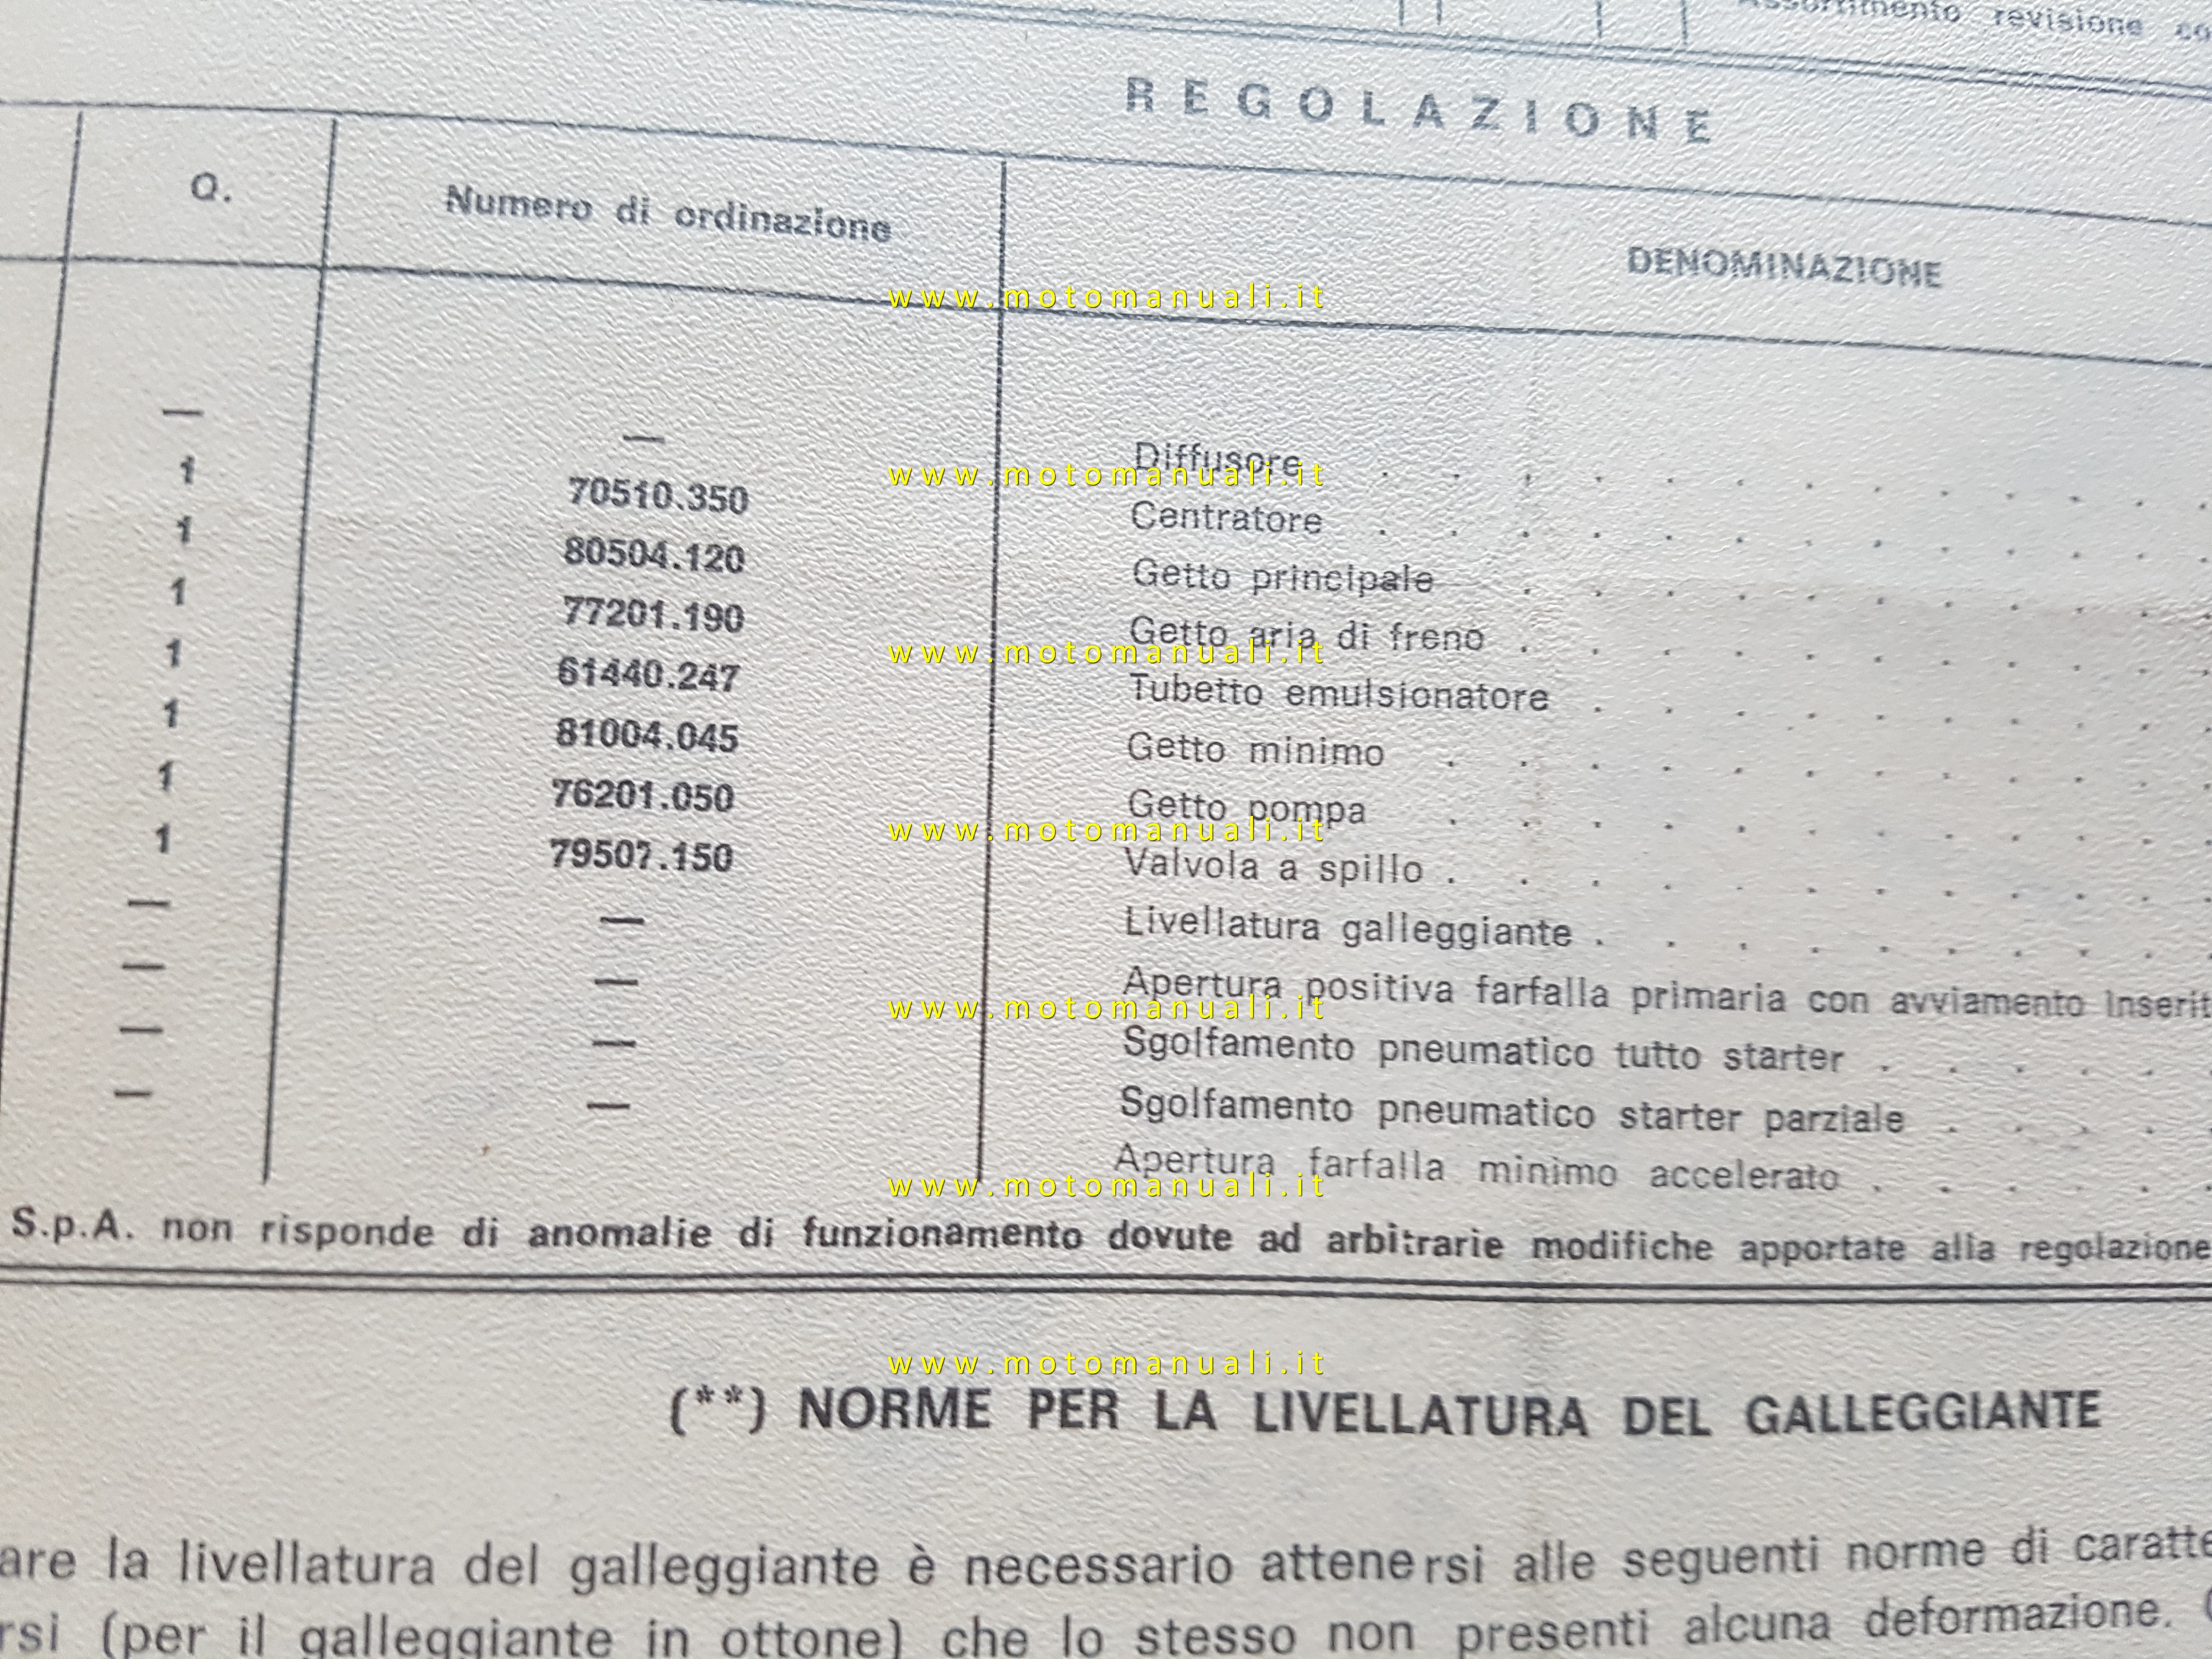 Assortimento revisione
REGOLAZIONE
Q. Numero di ordinazione DENOMINAZIONE
www.motomanuali.it
— — Diffusore . . . . . . . . . . . .
www.motomanuali.it
1 70510.350 Centratore . . . . . . . . . . . .
1 80504.120 Getto principale . . . . . . . . . .
1 77201.190 Getto aria di freno . . . . . . . . . .
www.motomanuali.it
1 61440.247 Tubetto emulsionatore . . . . . . . . .
1 81004.045 Getto minimo . . . . . . . . . . .
1 76201.050 Getto pompa . . . . . . . . . . .
www.motomanuali.it
1 79507.150 Valvola a spillo . . . . . . . . . . .
— — Livellatura galleggiante . . . . . . . . .
— — Apertura positiva farfalla primaria con avviamento inserit
www.motomanuali.it
— — Sgolfamento pneumatico tutto starter . . . . .
— — Sgolfamento pneumatico starter parziale . . . .
Apertura farfalla minimo accelerato . . . . .
www.motomanuali.it
S.p.A. non risponde di anomalie di funzionamento dovute ad arbitrarie modifiche apportate alla regolazione
www.motomanuali.it
(**) NORME PER LA LIVELLATURA DEL GALLEGGIANTE
are la livellatura del galleggiante è necessario attenersi alle seguenti norme di caratte
rsi (per il galleggiante in ottone) che lo stesso non presenti alcuna deformazione.